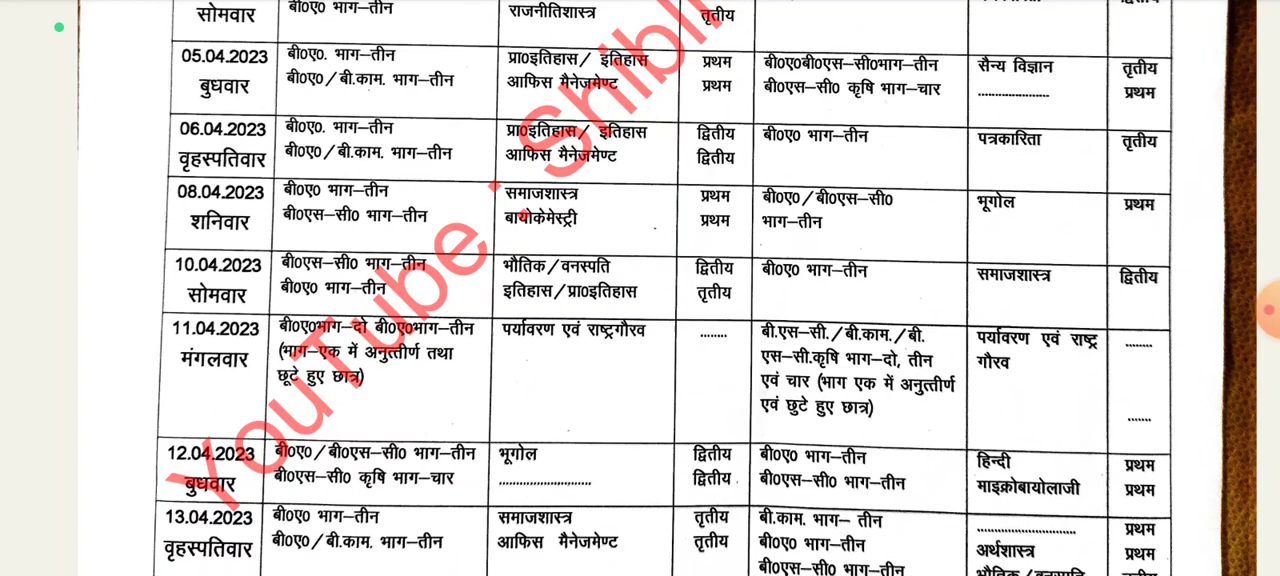 सोमवार बी0ए0 भाग–तीन राजनीतिशास्त्र तृतीय
05.04.2023 बी0ए0. भाग–तीन प्रा0इतिहास/ इतिहास प्रथम बी0ए0बी0एस–सी0भाग–तीन सैन्य विज्ञान तृतीय
बुधवार बी0ए0/बी.काम. भाग–तीन आफिस मैनेजमेण्ट प्रथम बी0एस–सी0 कृषि भाग–चार ..................... प्रथम
06.04.2023 बी0ए0. भाग–तीन प्रा0इतिहास/ इतिहास द्वितीय बी0ए0 भाग–तीन पत्रकारिता तृतीय
वृहस्पतिवार बी0ए0/बी.काम. भाग–तीन आफिस मैनेजमेण्ट द्वितीय
08.04.2023 बी0ए0 भाग–तीन समाजशास्त्र प्रथम बी0ए0/बी0एस–सी0 भूगोल प्रथम
शनिवार बी0एस–सी0 भाग–तीन बायोकेमेस्ट्री प्रथम भाग–तीन
10.04.2023 बी0एस–सी0 भाग–तीन भौतिक/वनस्पति द्वितीय बी0ए0 भाग–तीन समाजशास्त्र द्वितीय
सोमवार बी0ए0 भाग–तीन इतिहास/प्रा0इतिहास तृतीय
11.04.2023 बी0ए0भाग–दो बी0ए0भाग–तीन पर्यावरण एवं राष्ट्रगौरव ........ बी.एस–सी./बी.काम./बी. पर्यावरण एवं राष्ट्र ........
मंगलवार (भाग–एक में अनुत्तीर्ण तथा एस–सी.कृषि भाग–दो, तीन गौरव
छूटे हुए छात्र) एवं चार (भाग एक में अनुत्तीर्ण
एवं छुटे हुए छात्र) .......
12.04.2023 बी0ए0/बी0एस–सी0 भाग–तीन भूगोल द्वितीय बी0ए0 भाग–तीन हिन्दी प्रथम
बुधवार बी0एस–सी0 कृषि भाग–चार ........................... द्वितीय बी0एस–सी0 भाग–तीन माइक्रोबायोलाजी प्रथम
13.04.2023 बी0ए0 भाग–तीन समाजशास्त्र तृतीय बी.काम. भाग– तीन ............................. प्रथम
वृहस्पतिवार बी0ए0/बी.काम. भाग–तीन आफिस मैनेजमेण्ट तृतीय बी0ए0 भाग–तीन अर्थशास्त्र प्रथम
बी0एस–सी0 भाग–तीन भौतिक/वनस्पति
YouTube : Shibli